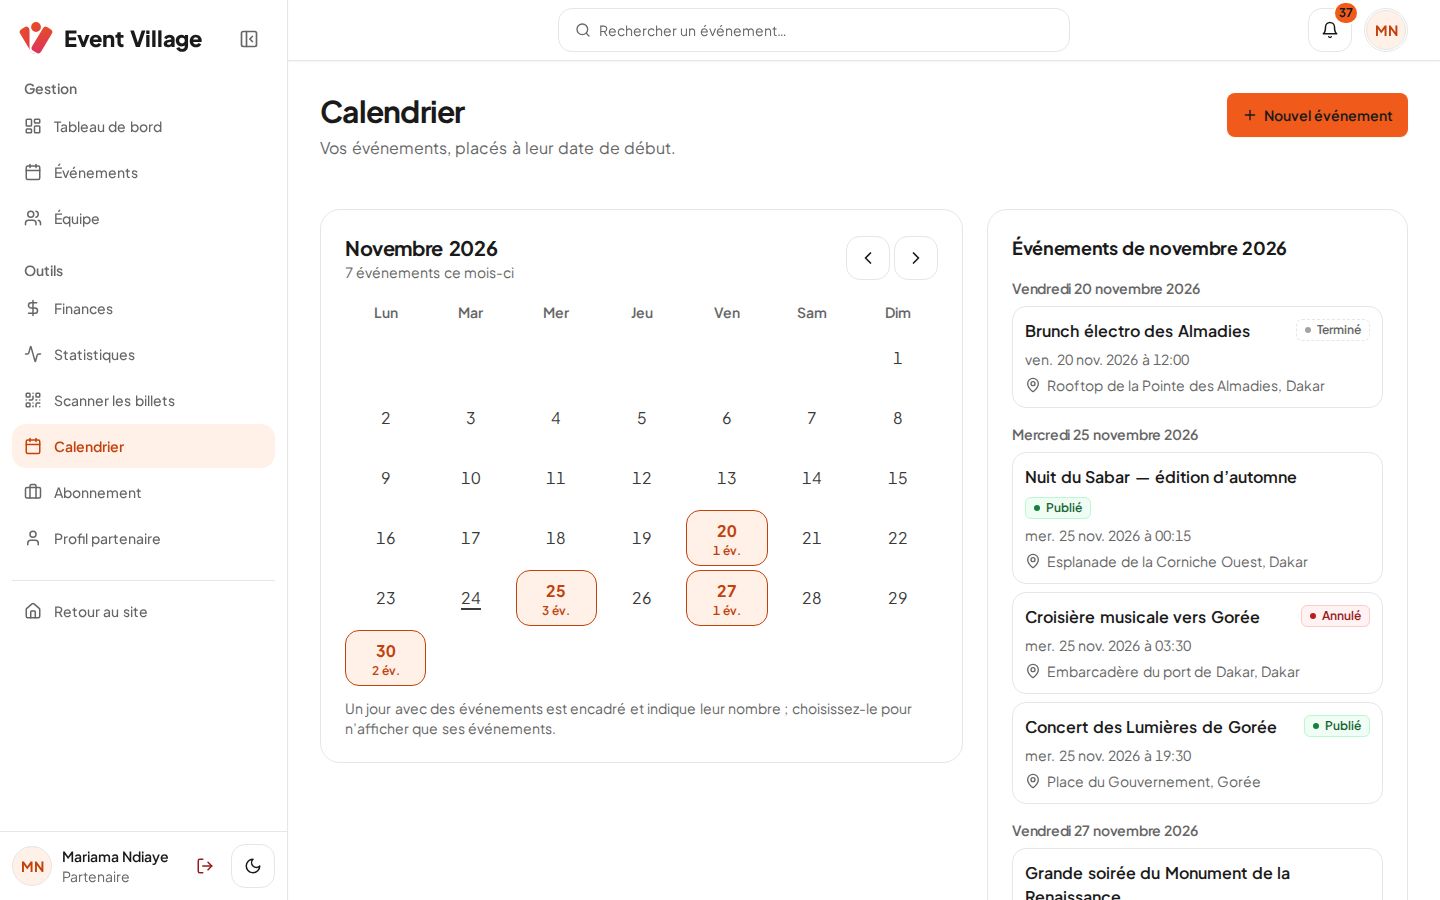 Event Village
Gestion
Tableau de bord
Événements
Équipe
Outils
Finances
Statistiques
Scanner les billets
Calendrier
Abonnement
Profil partenaire
Retour au site
MN
Mariama Ndiaye
Partenaire
Rechercher un événement…
37
MN
Calendrier
Vos événements, placés à leur date de début.
+ Nouvel événement
Novembre 2026
7 événements ce mois-ci
Lun Mar Mer Jeu Ven Sam Dim
1
2 3 4 5 6 7 8
9 10 11 12 13 14 15
16 17 18 19 20 21 22
1 év.
23 24 25 26 27 28 29
3 év. 1 év.
30
2 év.
Un jour avec des événements est encadré et indique leur nombre ; choisissez-le pour
n’afficher que ses événements.
Événements de novembre 2026
Vendredi 20 novembre 2026
Brunch électro des Almadies
Terminé
ven. 20 nov. 2026 à 12:00
Rooftop de la Pointe des Almadies, Dakar
Mercredi 25 novembre 2026
Nuit du Sabar — édition d’automne
Publié
mer. 25 nov. 2026 à 00:15
Esplanade de la Corniche Ouest, Dakar
Croisière musicale vers Gorée
Annulé
mer. 25 nov. 2026 à 03:30
Embarcadère du port de Dakar, Dakar
Concert des Lumières de Gorée
Publié
mer. 25 nov. 2026 à 19:30
Place du Gouvernement, Gorée
Vendredi 27 novembre 2026
Grande soirée du Monument de la
Renaissance